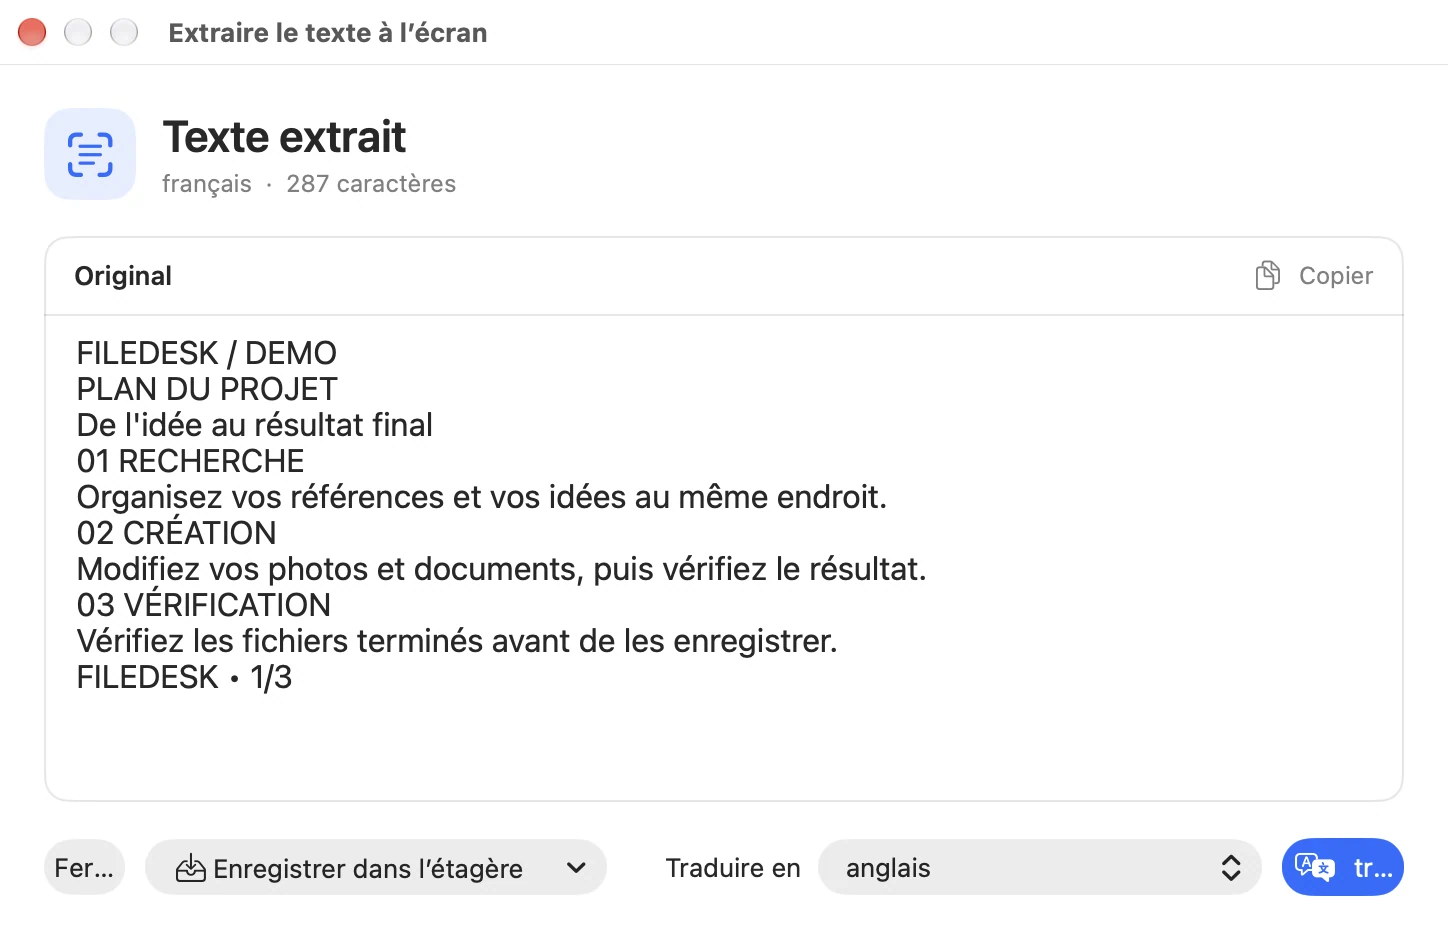 Extraire le texte à l’écran
Texte extrait
français · 287 caractères
Original
Copier
FILEDESK / DEMO
PLAN DU PROJET
De l'idée au résultat final
01 RECHERCHE
Organisez vos références et vos idées au même endroit.
02 CRÉATION
Modifiez vos photos et documents, puis vérifiez le résultat.
03 VÉRIFICATION
Vérifiez les fichiers terminés avant de les enregistrer.
FILEDESK • 1/3
Fer...
Enregistrer dans l’étagère
Traduire en
anglais
tr...